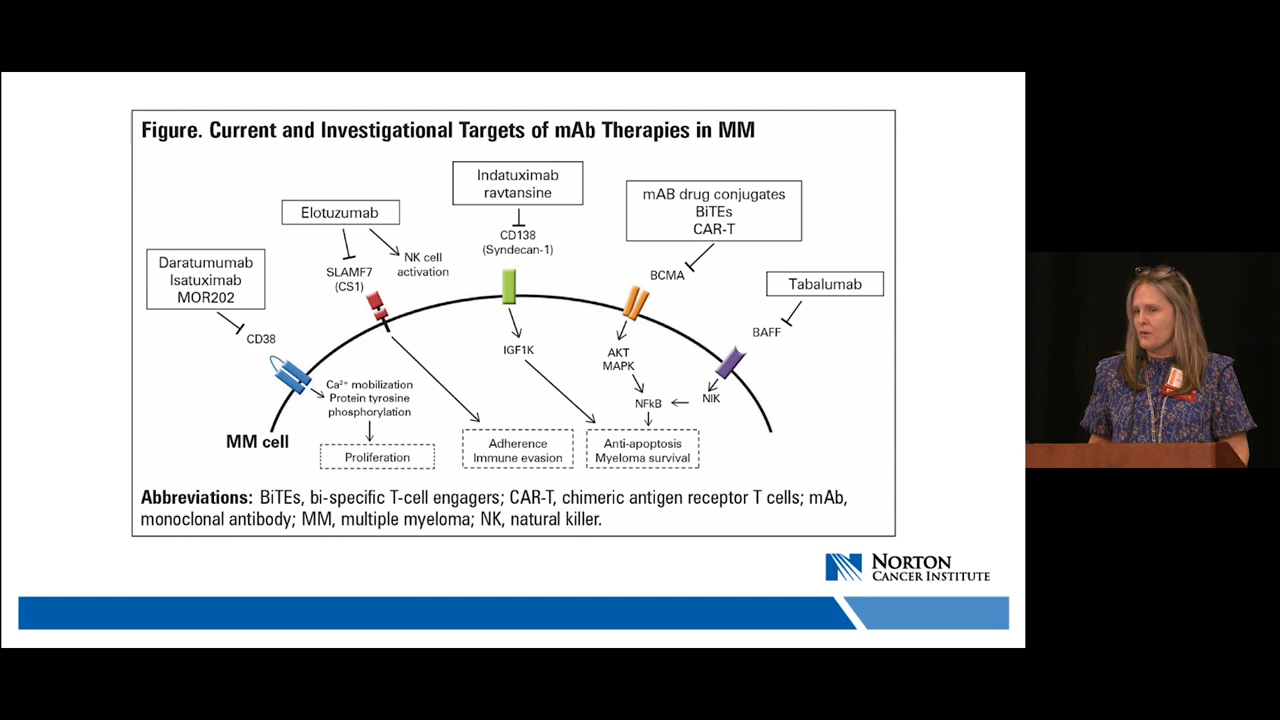 Figure. Current and Investigational Targets of mAb Therapies in MM
Indatuximab
ravtansine
mAB drug conjugates
BiTEs
CAR-T
Elotuzumab
CD138
(Syndecan-1)
NK cell
activation
Daratumumab
Isatuximab
MOR202
SLAMF7
(CS1)
BCMA
Tabalumab
CD38
BAFF
IGF1K
AKT
MAPK
Ca²⁺ mobilization
Protein tyrosine
phosphorylation
NFkB
NIK
MM cell
Proliferation
Adherence
Immune evasion
Anti-apoptosis
Myeloma survival
Abbreviations: BiTEs, bi-specific T-cell engagers; CAR-T, chimeric antigen receptor T cells; mAb,
monoclonal antibody; MM, multiple myeloma; NK, natural killer.
NORTON
CANCER INSTITUTE